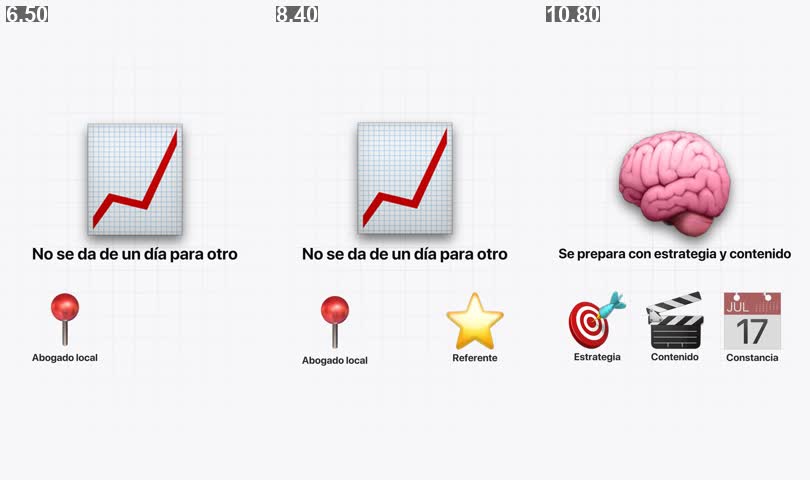 6.50
8.40
10.80
No se da de un día para otro
Abogado local
No se da de un día para otro
Abogado local
Referente
Se prepara con estrategia y contenido
JUL
17
Estrategia
Contenido
Constancia